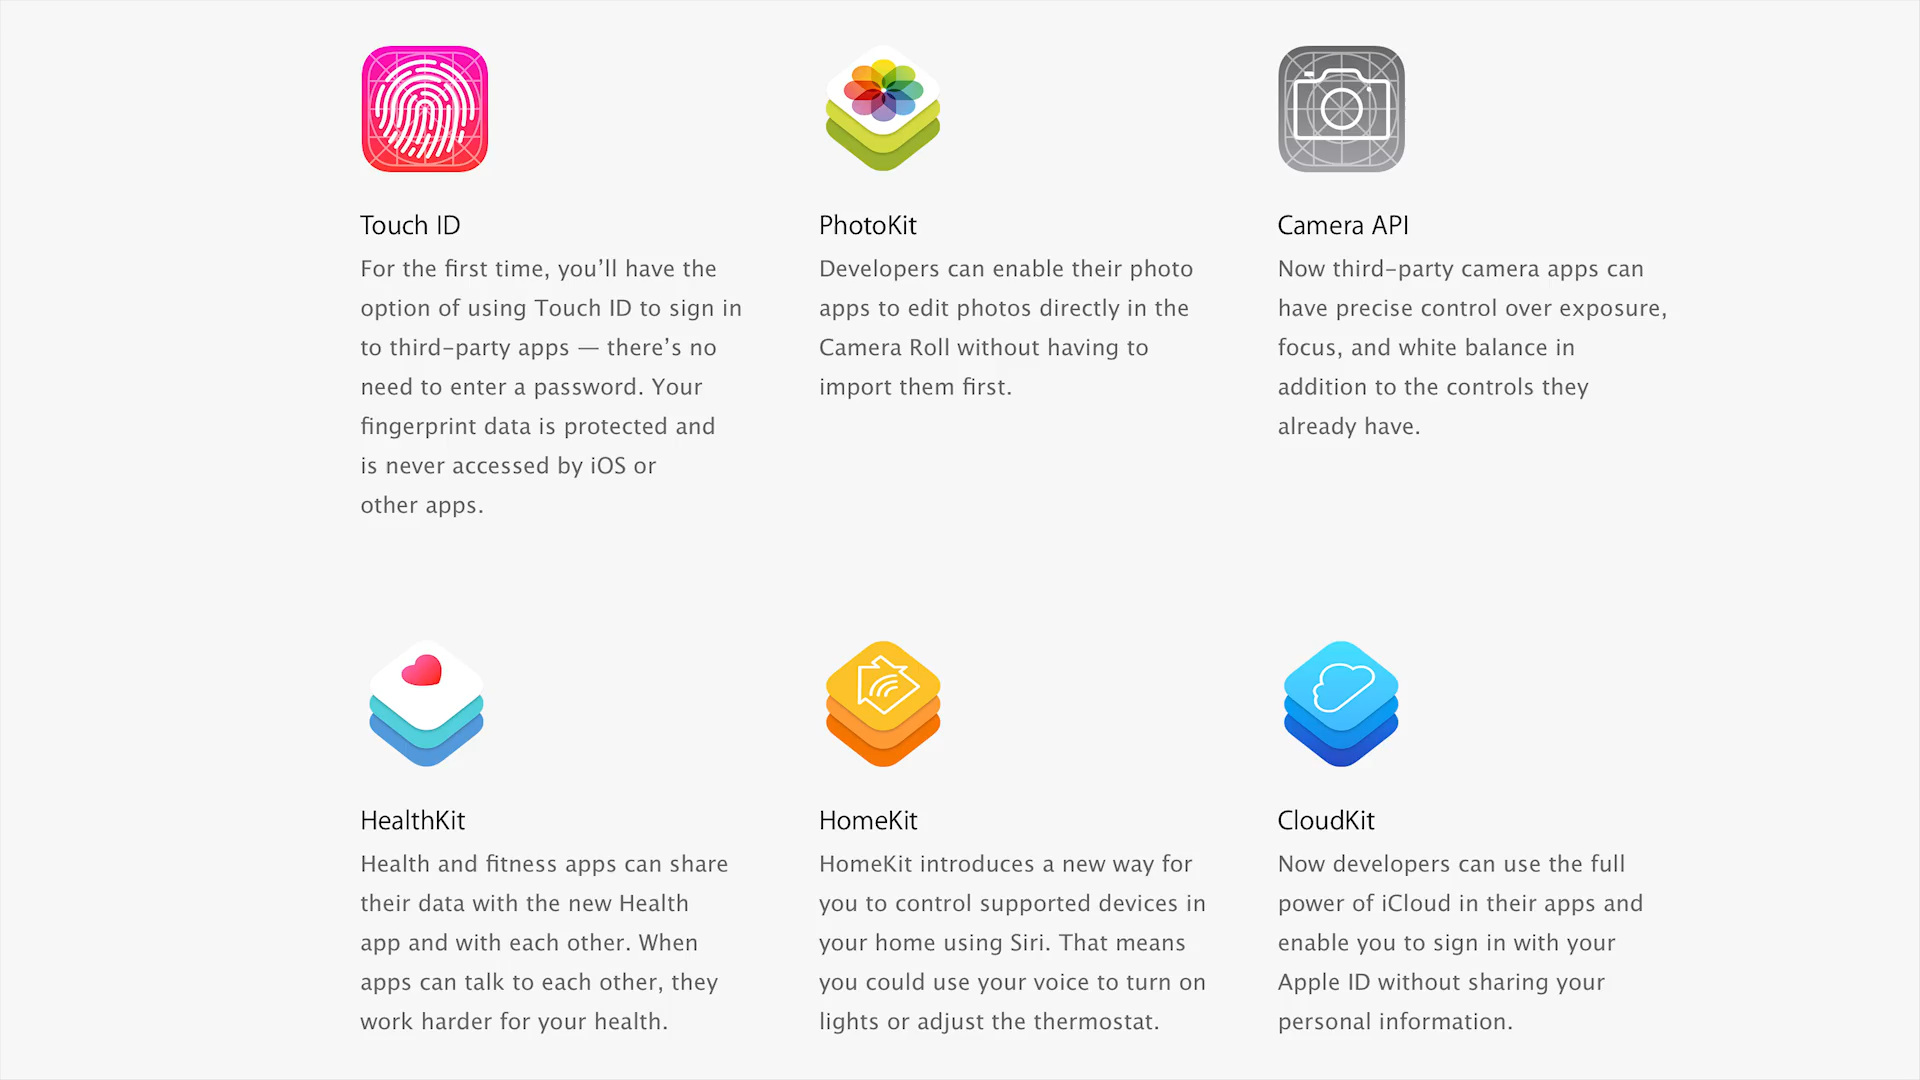 Touch ID
For the first time, you’ll have the
option of using Touch ID to sign in
to third-party apps — there’s no
need to enter a password. Your
fingerprint data is protected and
is never accessed by iOS or
other apps.
PhotoKit
Developers can enable their photo
apps to edit photos directly in the
Camera Roll without having to
import them first.
Camera API
Now third-party camera apps can
have precise control over exposure,
focus, and white balance in
addition to the controls they
already have.
HealthKit
Health and fitness apps can share
their data with the new Health
app and with each other. When
apps can talk to each other, they
work harder for your health.
HomeKit
HomeKit introduces a new way for
you to control supported devices in
your home using Siri. That means
you could use your voice to turn on
lights or adjust the thermostat.
CloudKit
Now developers can use the full
power of iCloud in their apps and
enable you to sign in with your
Apple ID without sharing your
personal information.